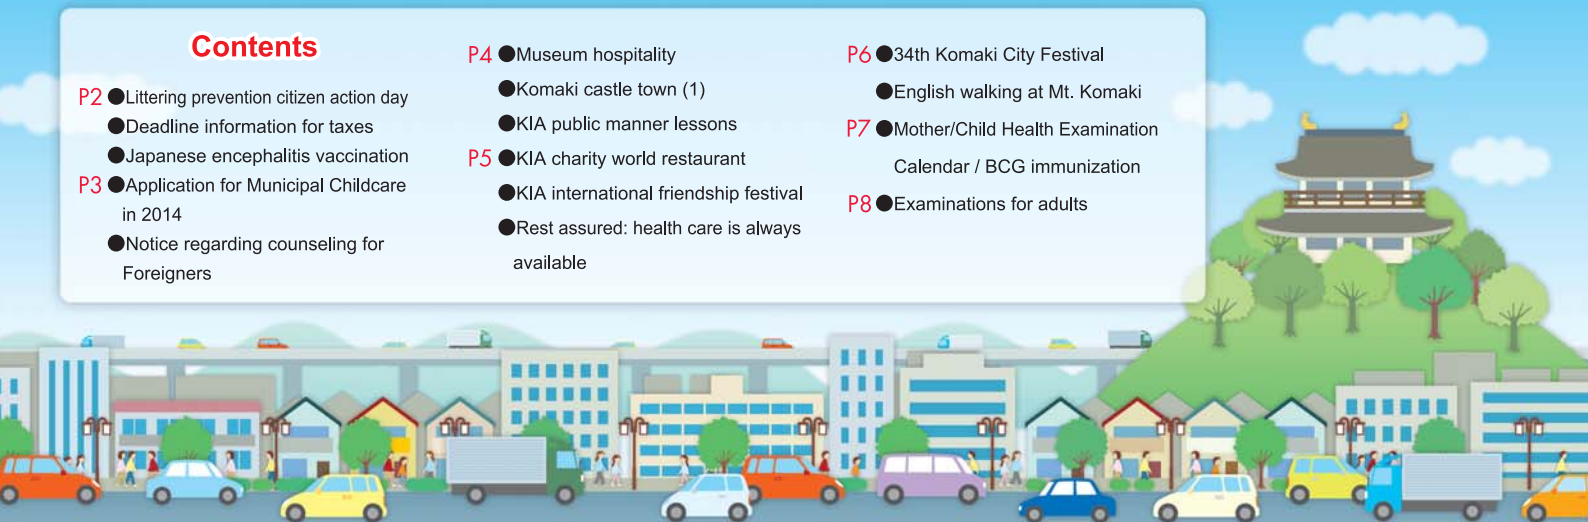 Contents
P2 ●Littering prevention citizen action day
●Deadline information for taxes
●Japanese encephalitis vaccination
P3 ●Application for Municipal Childcare
in 2014
●Notice regarding counseling for
Foreigners
P4 ●Museum hospitality
●Komaki castle town (1)
●KIA public manner lessons
P5 ●KIA charity world restaurant
●KIA international friendship festival
●Rest assured: health care is always
available
P6 ●34th Komaki City Festival
●English walking at Mt. Komaki
P7 ●Mother/Child Health Examination
Calendar / BCG immunization
P8 ●Examinations for adults